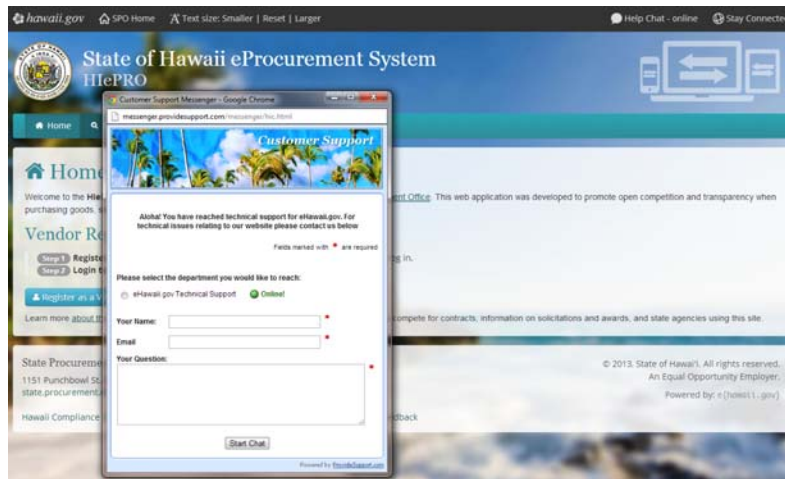 hawaii.gov SPO Home Text size: Smaller | Reset | Larger Help Chat - online Stay Connected
State of Hawaii eProcurement System
HIePRO
Customer Support Messenger - Google Chrome
messenger.providesupport.com/messenger/hic.html
Customer Support
Aloha! You have reached technical support for eHawaii.gov. For
technical issues relating to our website please contact us below
Fields marked with * are required
Please select the department you would like to reach:
eHawaii.gov Technical Support Online!
Your Name: *
Email *
Your Question: *
Start Chat
Powered by ProvideSupport.com
Home
Home
Welcome to the HIe
ent Office. This web application was developed to promote open competition and transparency when
purchasing goods, s
Vendor Re
Step 1 Registe
og in.
Step 2 Login t
Register as a V
Learn more about th
compete for contracts, information on solicitations and awards, and state agencies using this site.
State Procureme
1151 Punchbowl St
state.procurement.
Hawaii Compliance
dback
© 2013, State of Hawai'i. All rights reserved.
An Equal Opportunity Employer.
Powered by: e{hawaii.gov}